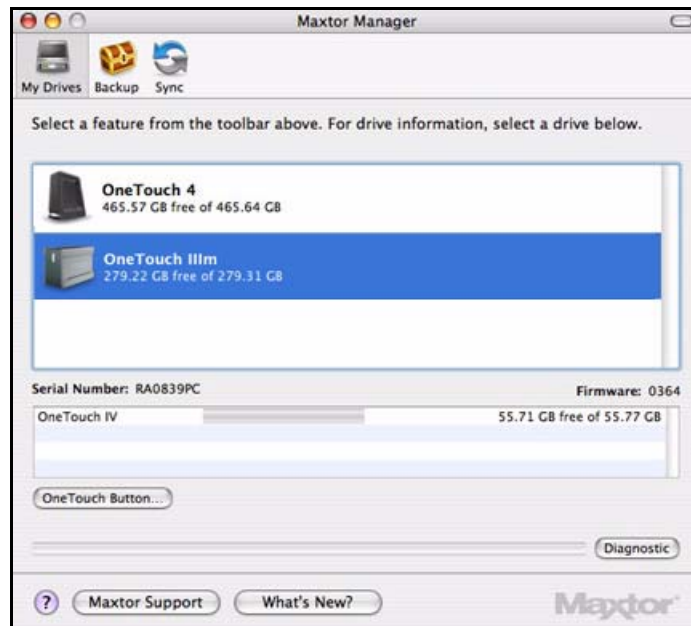 Maxtor Manager
My Drives Backup Sync
Select a feature from the toolbar above. For drive information, select a drive below.
OneTouch 4
465.57 GB free of 465.64 GB
OneTouch IIIm
279.22 GB free of 279.31 GB
Serial Number: RA0839PC Firmware: 0364
OneTouch IV 55.71 GB free of 55.77 GB
OneTouch Button...
Diagnostic
? Maxtor Support What's New? Maxtor